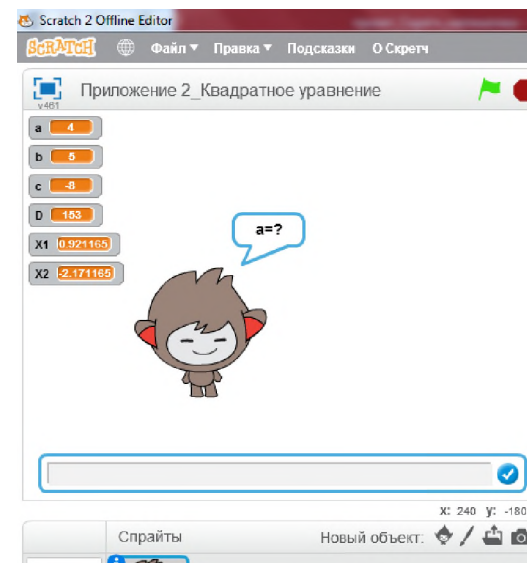 Scratch 2 Offline Editor
SCRATCH Файл Правка Подсказки О Скретч
v461
Приложение 2_Квадратное уравнение
a 4
b 5
c -8
D 153
X1 0.921165
X2 -2.171165
a=?
X: 240 y: -180
Спрайты Новый объект: